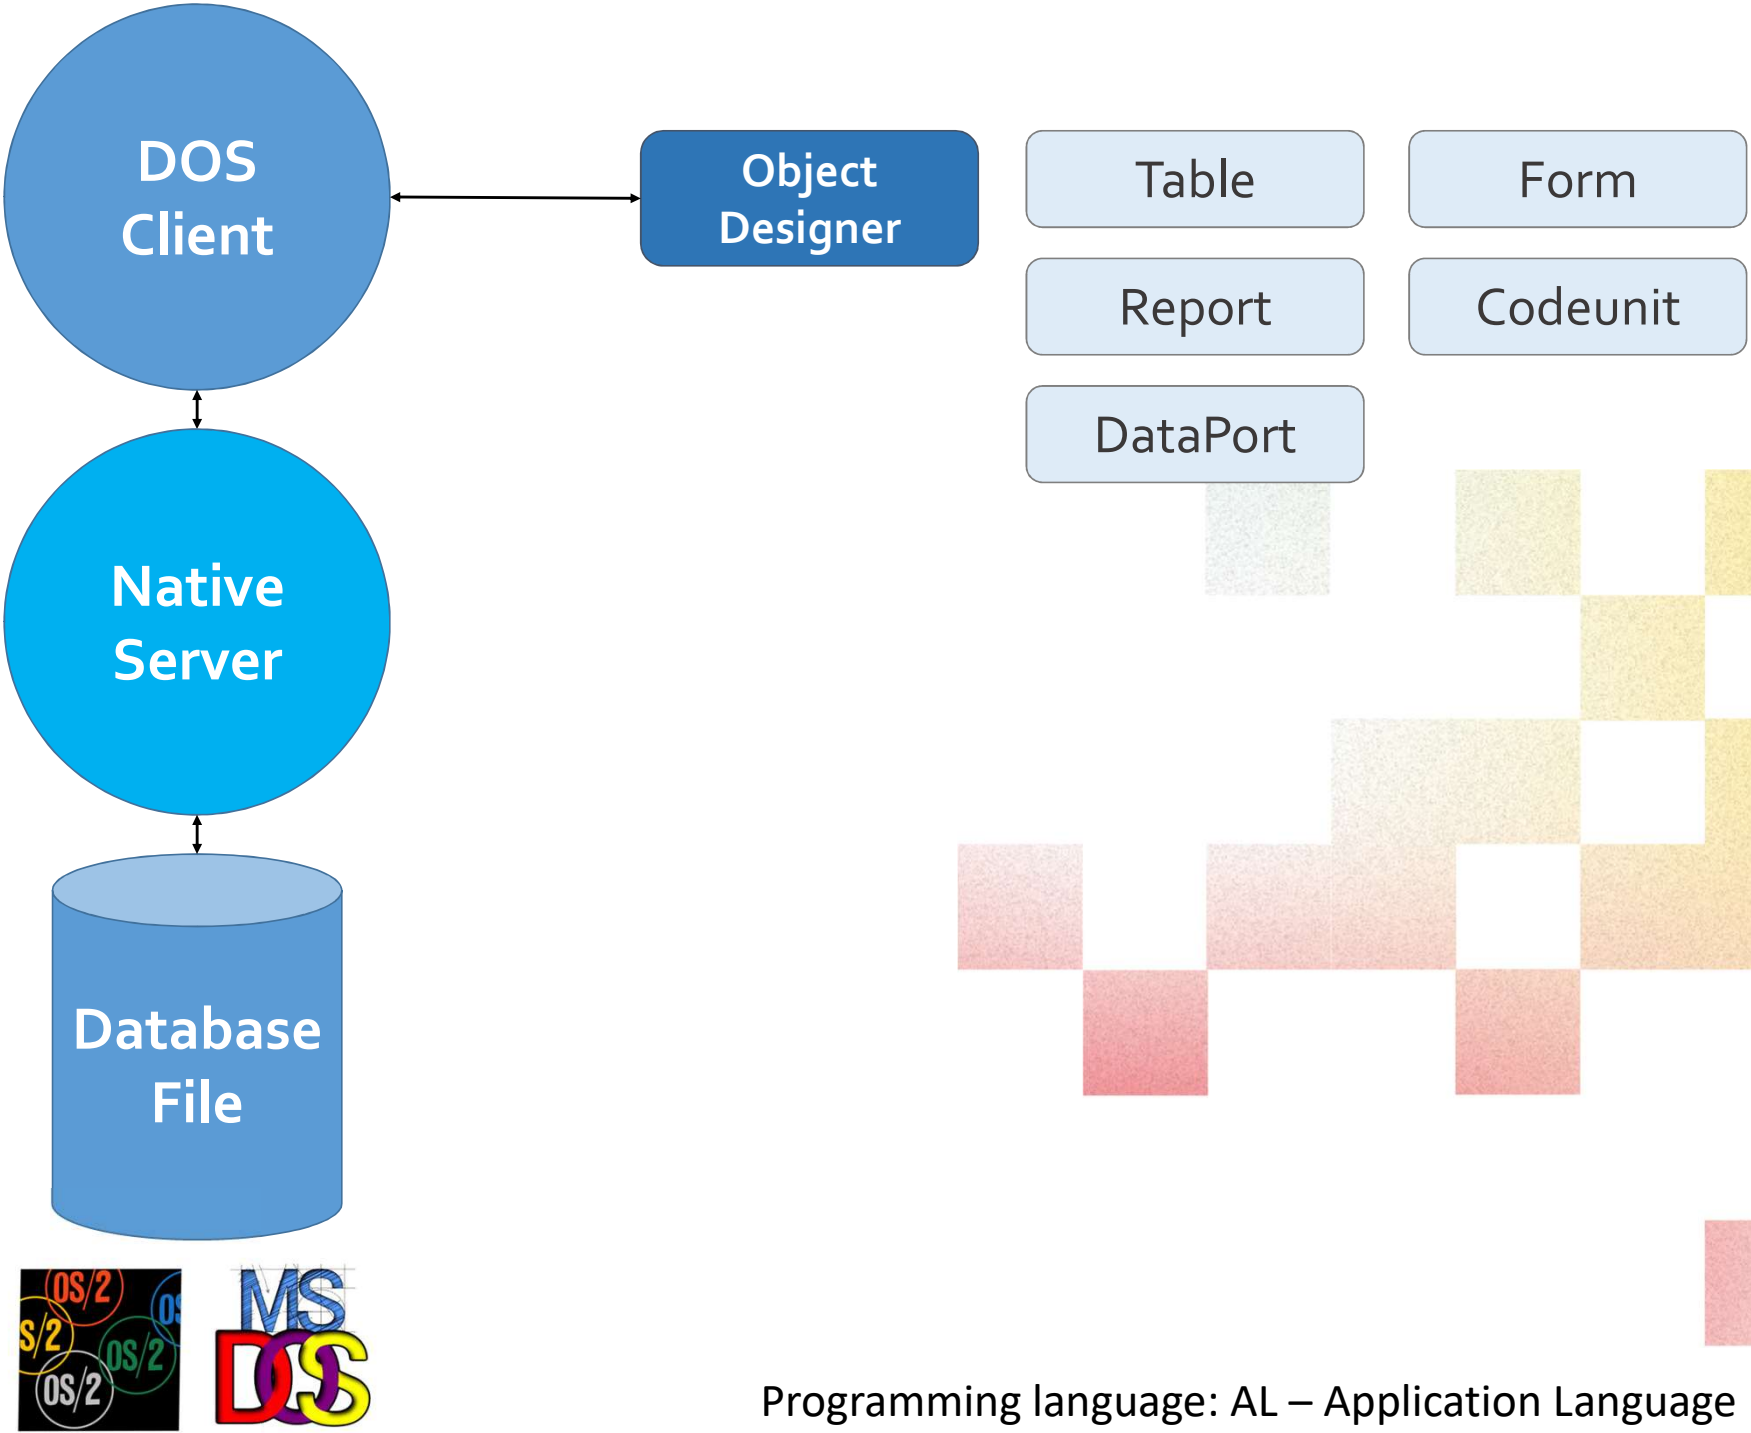 DOS
Client
Object
Designer
Table
Form
Report
Codeunit
DataPort
Native
Server
Database
File
OS/2
OS
S/2
OS/2
OS/2
MS
DOS
Programming language: AL – Application Language